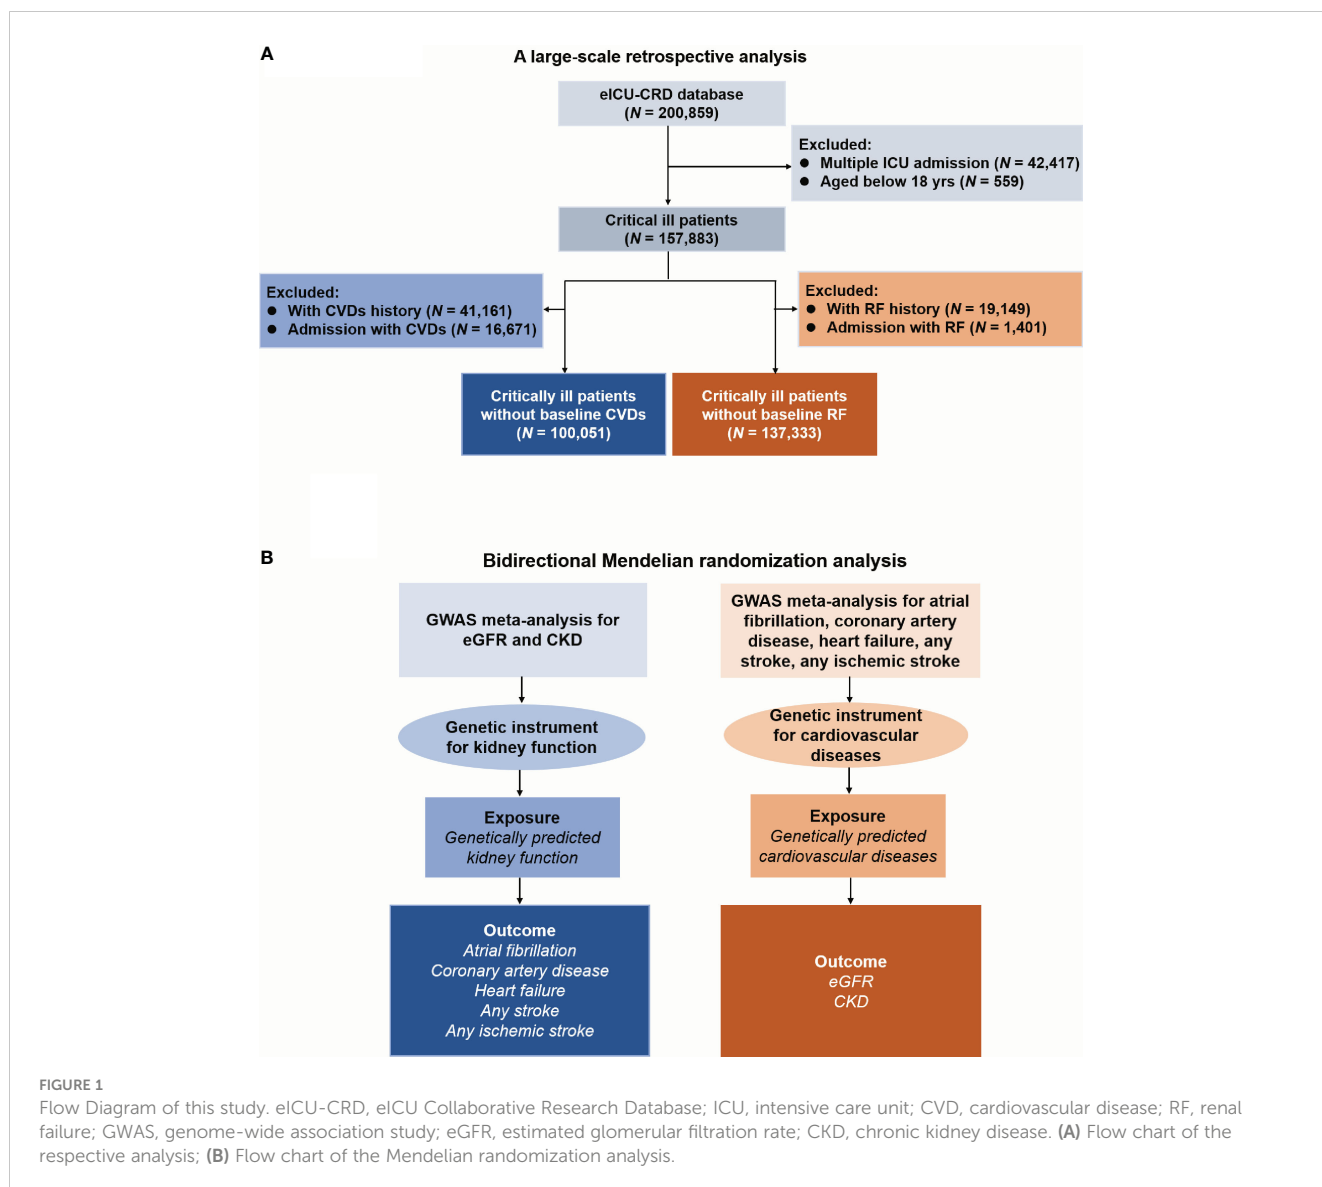 A
A large-scale retrospective analysis
eICU-CRD database
(N = 200,859)
Excluded:
● Multiple ICU admission (N = 42,417)
● Aged below 18 yrs (N = 559)
Critical ill patients
(N = 157,883)
Excluded:
● With CVDs history (N = 41,161)
● Admission with CVDs (N = 16,671)
Excluded:
● With RF history (N = 19,149)
● Admission with RF (N = 1,401)
Critically ill patients
without baseline CVDs
(N = 100,051)
Critically ill patients
without baseline RF
(N = 137,333)
B
Bidirectional Mendelian randomization analysis
GWAS meta-analysis for
eGFR and CKD
GWAS meta-analysis for atrial
fibrillation, coronary artery
disease, heart failure, any
stroke, any ischemic stroke
Genetic instrument
for kidney function
Genetic instrument
for cardiovascular
diseases
Exposure
Genetically predicted
kidney function
Exposure
Genetically predicted
cardiovascular diseases
Outcome
Atrial fibrillation
Coronary artery disease
Heart failure
Any stroke
Any ischemic stroke
Outcome
eGFR
CKD
FIGURE 1
Flow Diagram of this study. eICU-CRD, eICU Collaborative Research Database; ICU, intensive care unit; CVD, cardiovascular disease; RF, renal
failure; GWAS, genome-wide association study; eGFR, estimated glomerular filtration rate; CKD, chronic kidney disease. (A) Flow chart of the
respective analysis; (B) Flow chart of the Mendelian randomization analysis.